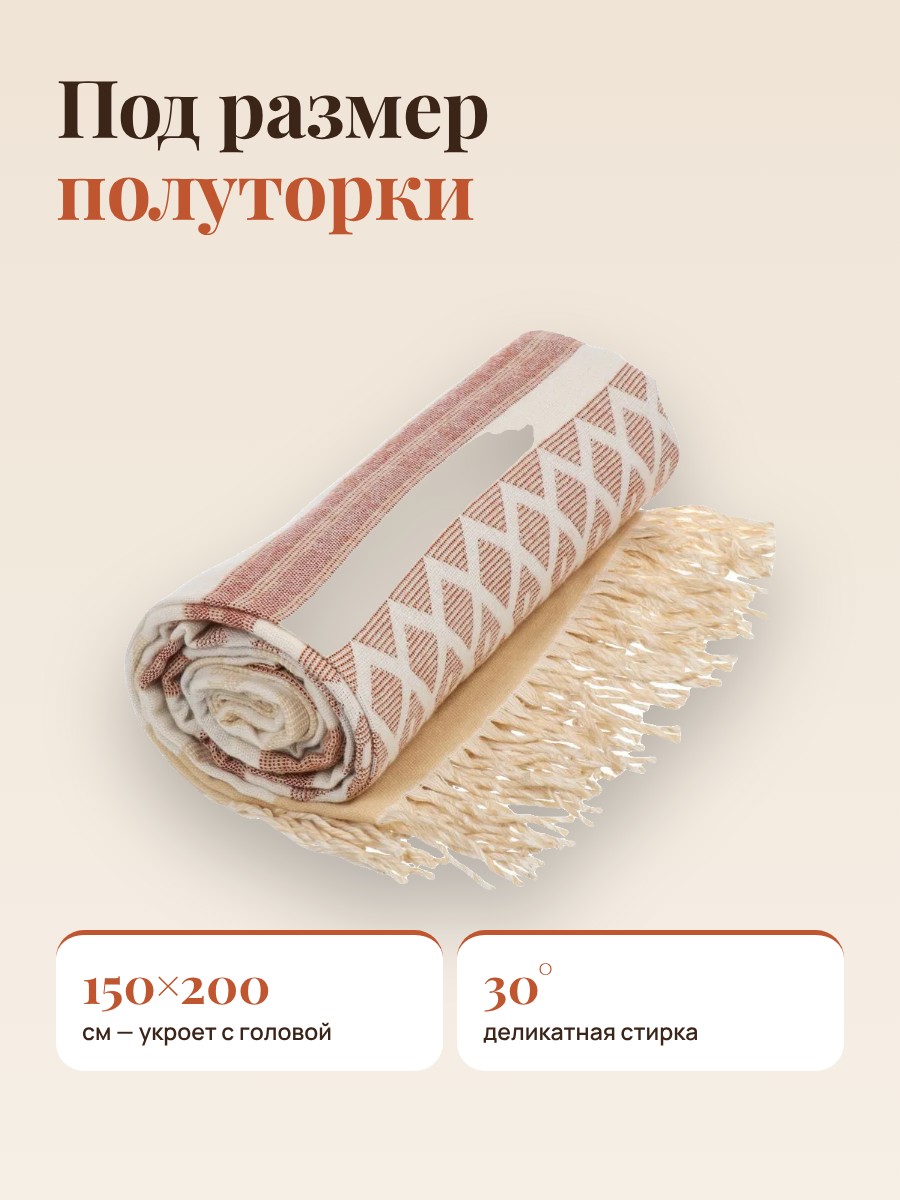 Под размер
полуторки
150×200
см — укроет с головой
30°
деликатная стирка